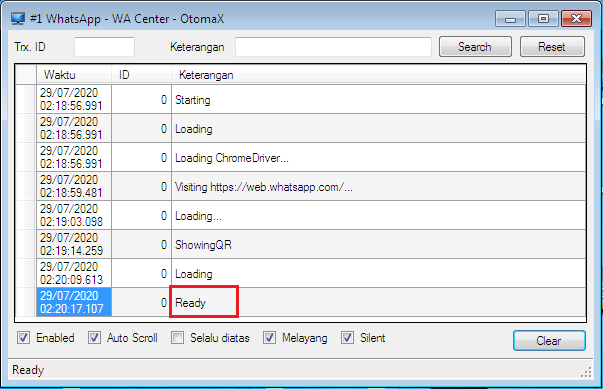 #1 WhatsApp - WA Center - OtomaX
Trx. ID Keterangan Search Reset
Waktu ID Keterangan
29/07/2020
02:18:56.991 0 Starting
29/07/2020
02:18:56.991 0 Loading
29/07/2020
02:18:56.991 0 Loading ChromeDriver...
29/07/2020
02:18:59.481 0 Visiting https://web.whatsapp.com/...
29/07/2020
02:19:03.098 0 Loading...
29/07/2020
02:19:14.259 0 ShowingQR
29/07/2020
02:20:09.613 0 Loading
29/07/2020
02:20:17.107 0 Ready
Enabled Auto Scroll Selalu diatas Melayang Silent Clear
Ready